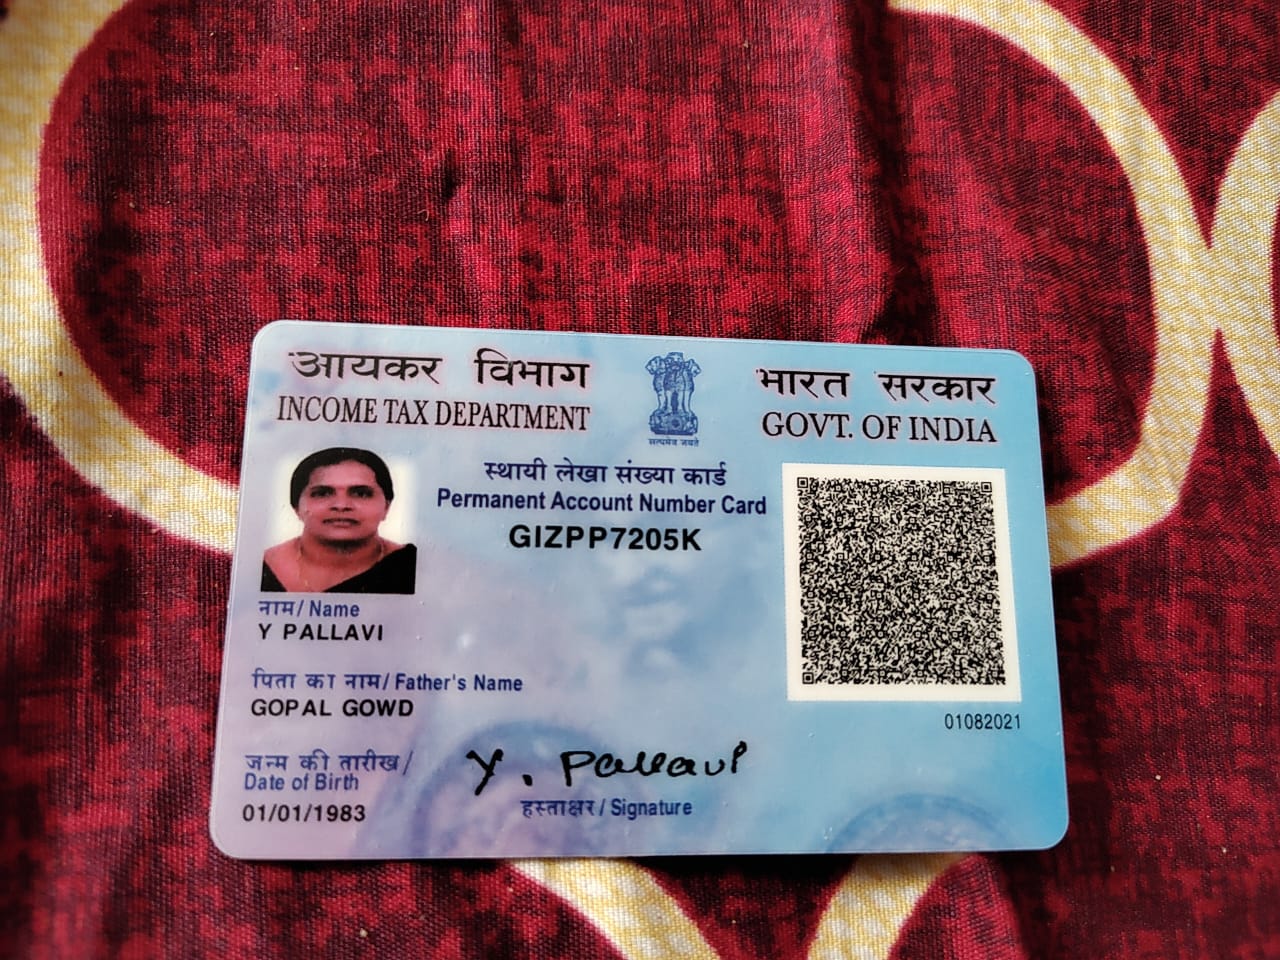 आयकर विभाग
INCOME TAX DEPARTMENT
सत्यमेव जयते
भारत सरकार
GOVT. OF INDIA
स्थायी लेखा संख्या कार्ड
Permanent Account Number Card
GIZPP7205K
नाम/ Name
Y PALLAVI
पिता का नाम/ Father's Name
GOPAL GOWD
जन्म की तारीख/
Date of Birth
01/01/1983
Y. Pallavi
हस्ताक्षर/ Signature
01082021